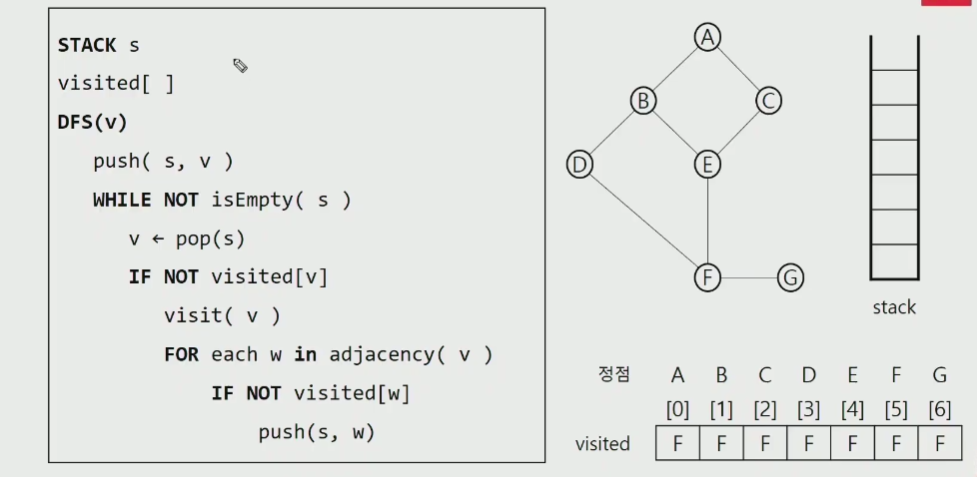 STACK s
visited[ ]
DFS(v)
push( s, v )
WHILE NOT isEmpty( s )
v ← pop(s)
IF NOT visited[v]
visit( v )
FOR each w in adjacency( v )
IF NOT visited[w]
push(s, w)
A
B C
D E
F G
stack
정점 A B C D E F G
[0] [1] [2] [3] [4] [5] [6]
visited F F F F F F F